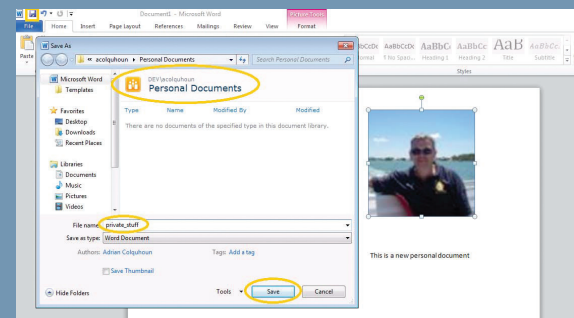 Document1 - Microsoft Word
Picture Tools
File Home Insert Page Layout References Mailings Review View Format
Paste
Save As
« acolquhoun ▸ Personal Documents
Search Personal Documents
AaBbCcDc AaBbCcDc AaBbC AaBbCc AaB AaBbCc.
Normal ¶ No Spaci... Heading 1 Heading 2 Title Subtitle
Styles
Microsoft Word
Templates
Favorites
Desktop
Downloads
Recent Places
Libraries
Documents
Music
Pictures
Videos
DEV\acolquhoun
Personal Documents
Type Name Modified By Modified
There are no documents of the specified type in this document library.
File name: private_stuff
Save as type: Word Document
Authors: Adrian Colquhoun Tags: Add a tag
Save Thumbnail
Hide Folders
Tools Save Cancel
This is a new personal document